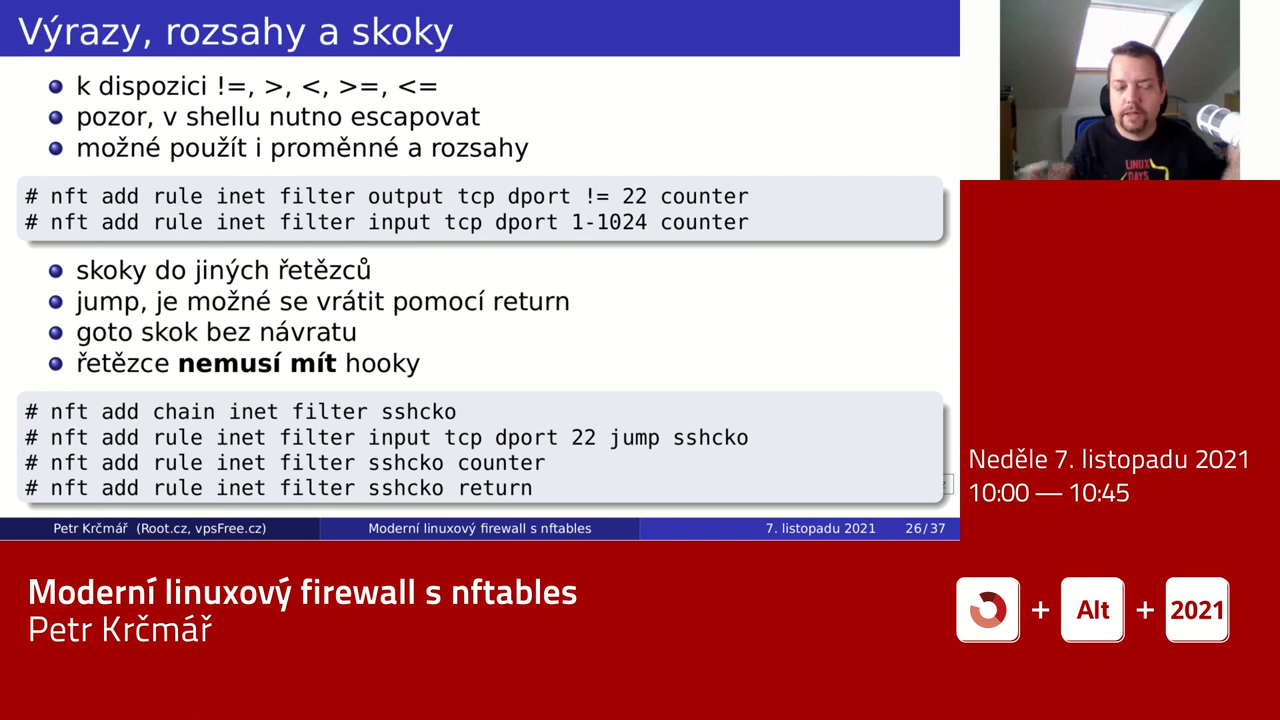 Výrazy, rozsahy a skoky
k dispozici !=, >, <, >=, <=
pozor, v shellu nutno escapovat
možné použít i proměnné a rozsahy
# nft add rule inet filter output tcp dport != 22 counter
# nft add rule inet filter input tcp dport 1-1024 counter
skoky do jiných řetězců
jump, je možné se vrátit pomocí return
goto skok bez návratu
řetězce nemusí mít hooky
# nft add chain inet filter sshcko
# nft add rule inet filter input tcp dport 22 jump sshcko
# nft add rule inet filter sshcko counter
# nft add rule inet filter sshcko return
Petr Krčmář (Root.cz, vpsFree.cz)
Moderní linuxový firewall s nftables
7. listopadu 2021
26/37
LINUX
DAYS
Neděle 7. listopadu 2021
10:00 — 10:45
Moderní linuxový firewall s nftables
Petr Krčmář
+ Alt + 2021